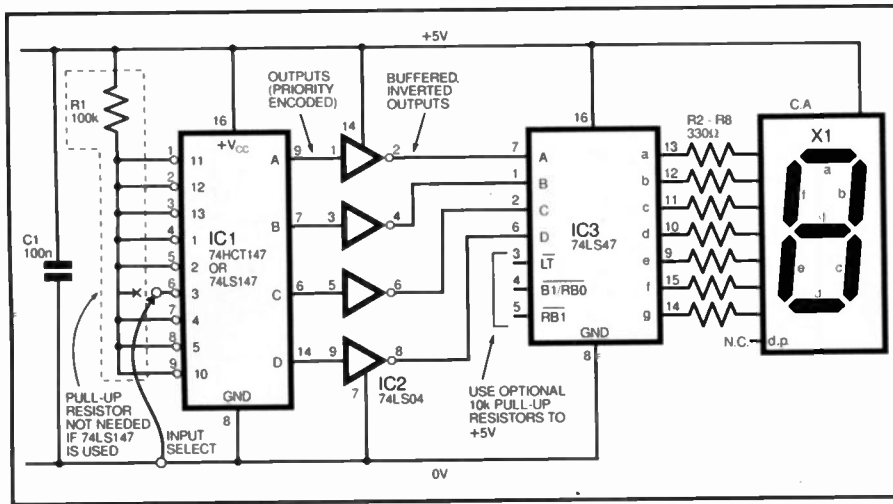 +5V
R1
100k
C1
100n
16
+VCC
IC1
74HCT147
OR
74LS147
GND
8
1
2
3
4
5
6
7
8
9
11
12
13
1
2
3
4
5
10
A
9
B
7
C
6
D
14
OUTPUTS
(PRIORITY
ENCODED)
BUFFERED,
INVERTED
OUTPUTS
14
1
2
3
4
5
6
9
8
7
IC2
74LS04
PULL-UP
RESISTOR
NOT NEEDED
IF 74LS147
IS USED
INPUT
SELECT
16
7
A
1
B
2
C
6
D
3
LT
4
B1/RB0
5
RB1
IC3
74LS47
GND
8
a
13
b
12
c
11
d
10
e
9
f
15
g
14
USE OPTIONAL
10k PULL-UP
RESISTORS TO
+5V
R2 - R8
330Ω
C.A
X1
a
f
b
e
c
N.C.
d.p.
0V